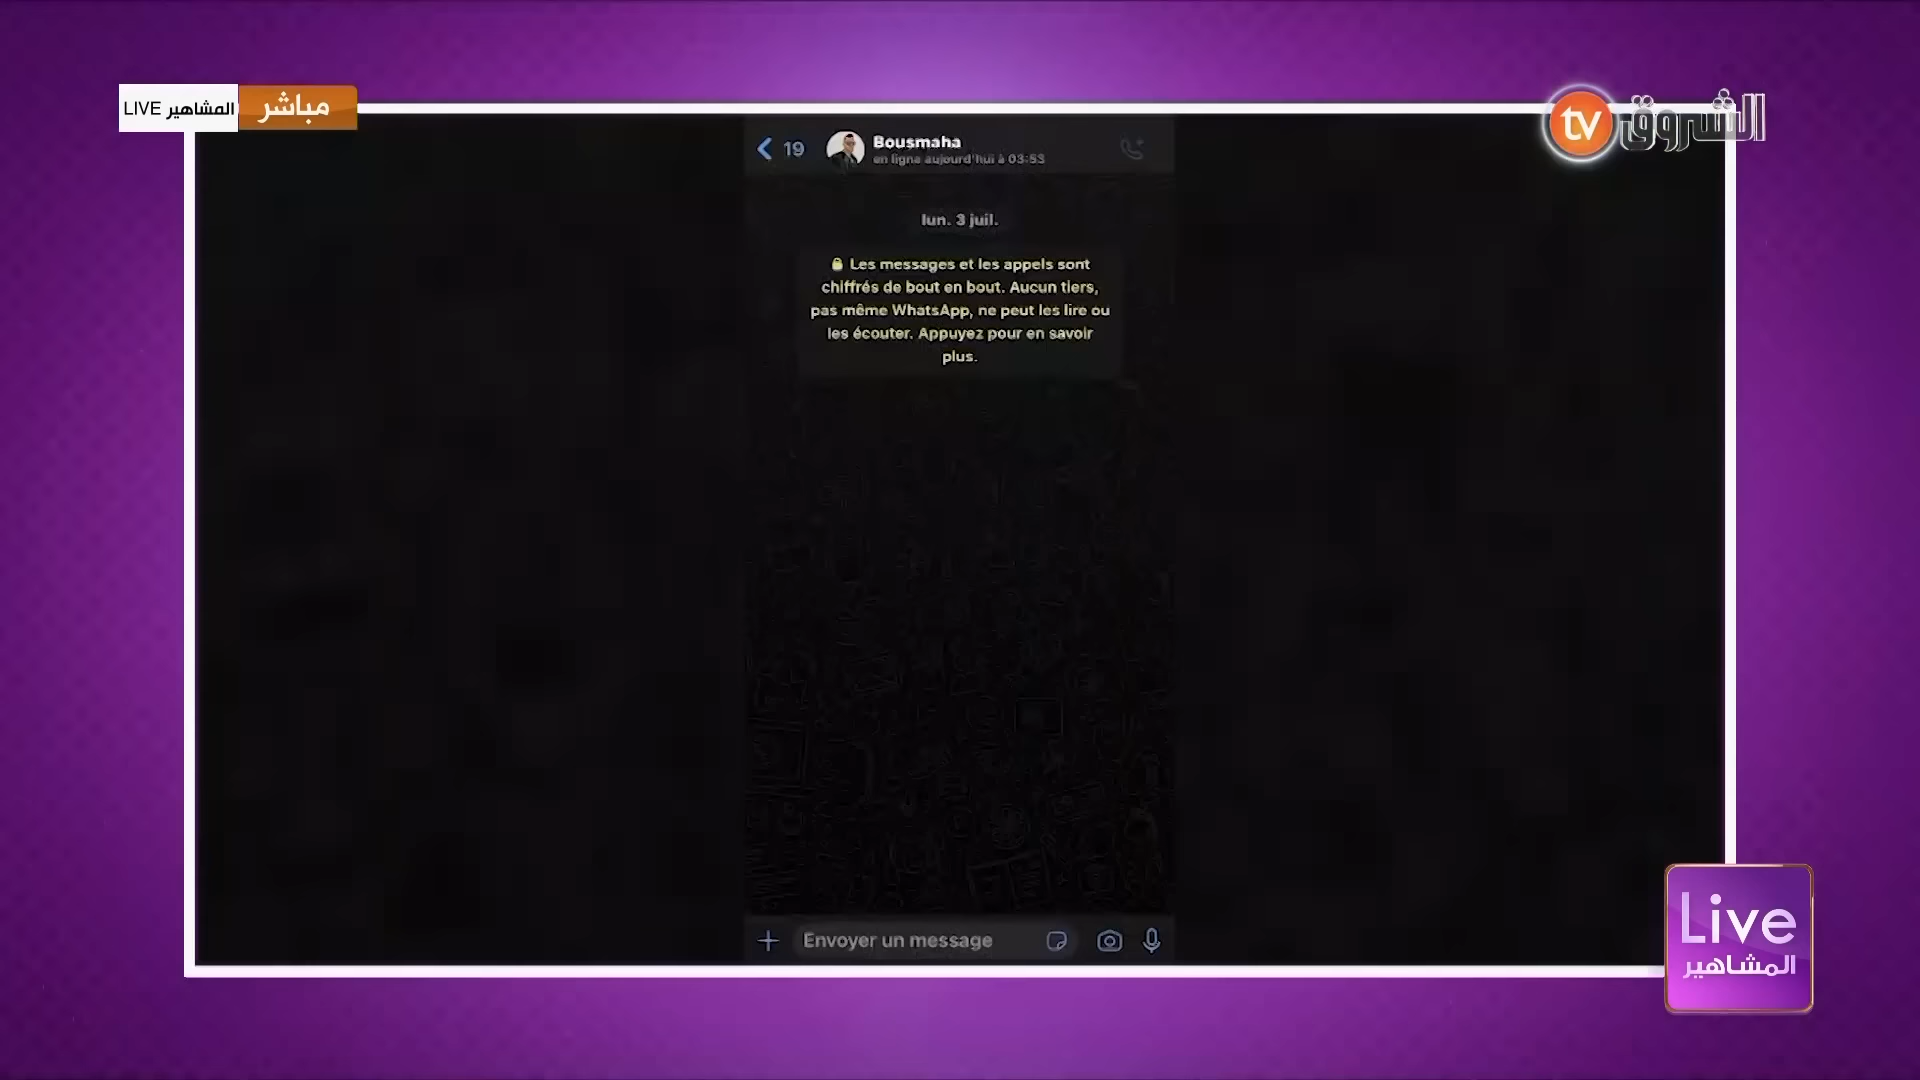 المشاهير LIVE
مباشر
الشروق tv
19
Bousmaha
en ligne aujourd'hui à 03:53
lun. 3 juil.
Les messages et les appels sont
chiffrés de bout en bout. Aucun tiers,
pas même WhatsApp, ne peut les lire ou
les écouter. Appuyez pour en savoir
plus.
Envoyer un message
Live
المشاهير